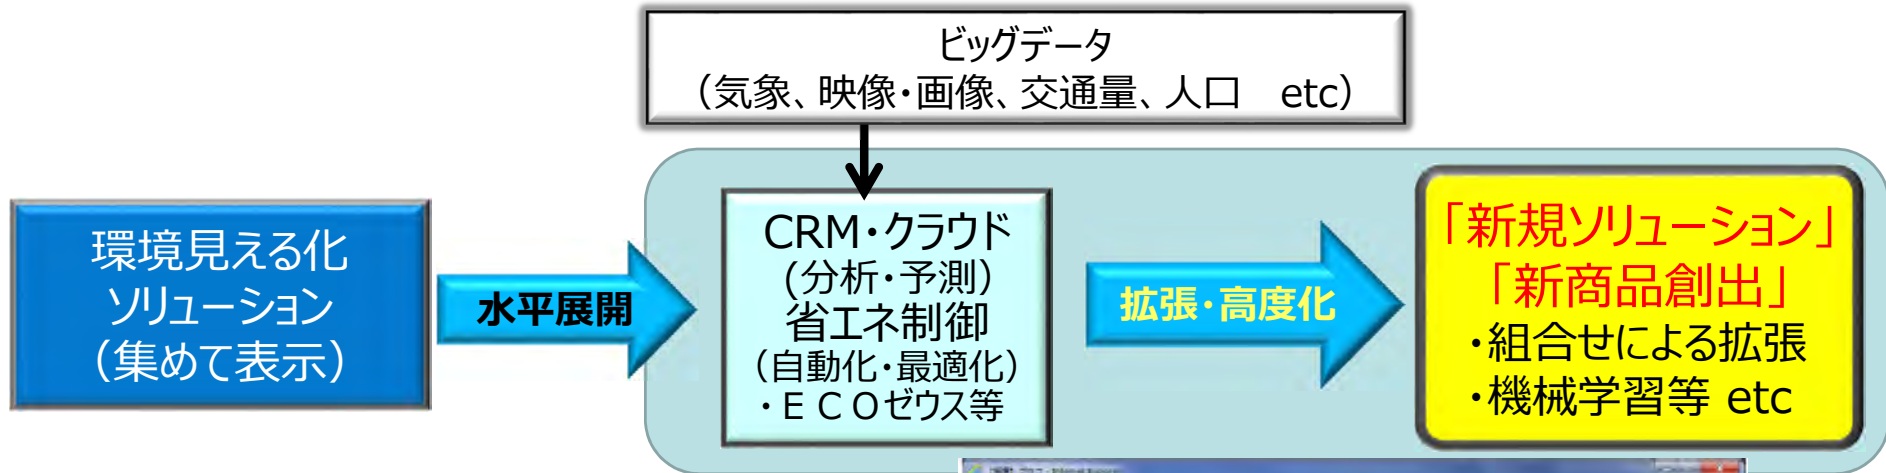 ビッグデータ
（気象、映像・画像、交通量、人口　etc）
環境見える化
ソリューション
（集めて表示）
水平展開
CRM・クラウド
(分析・予測）
省エネ制御
（自動化・最適化）
・ＥＣＯゼウス等
拡張・高度化
「新規ソリューション」
「新商品創出」
・組合せによる拡張
・機械学習等 etc